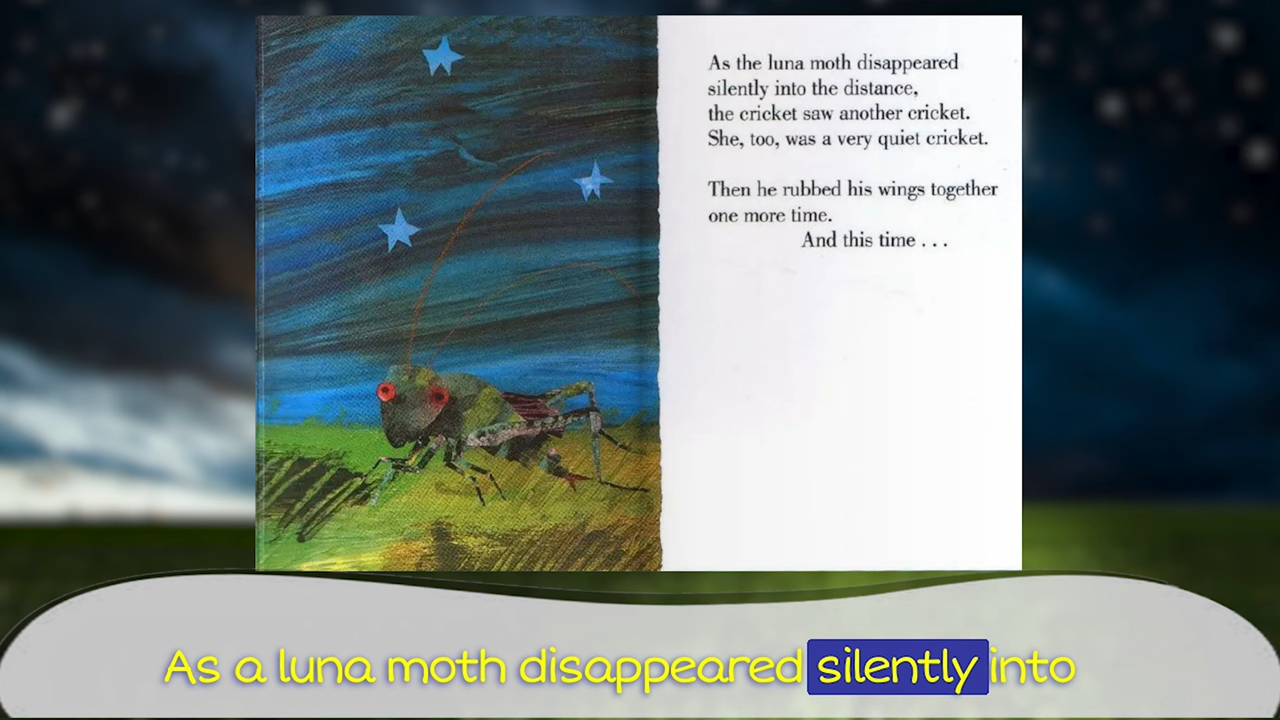 As the luna moth disappeared
silently into the distance,
the cricket saw another cricket.
She, too, was a very quiet cricket.
Then he rubbed his wings together
one more time.
And this time . . .
As a luna moth disappeared silently into